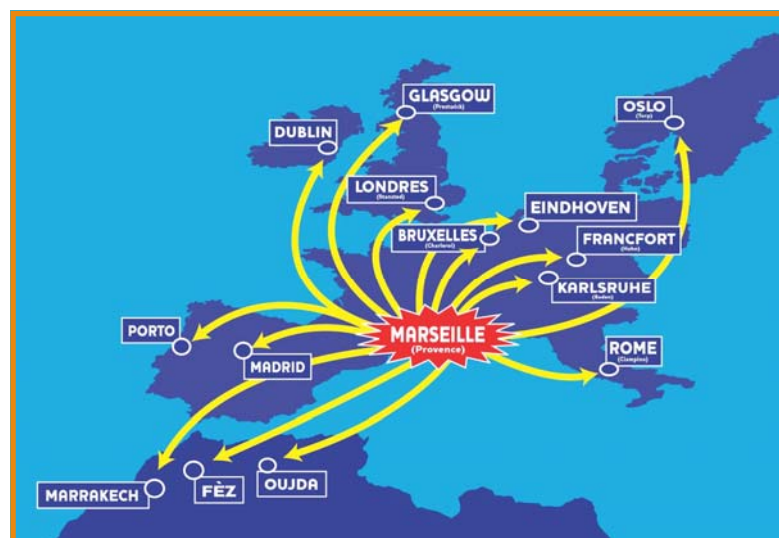 GLASGOW
(Prestwick)
OSLO
(Torp)
DUBLIN
LONDRES
(Stansted)
EINDHOVEN
BRUXELLES
(Charleroi)
FRANCFORT
(Hahn)
KARLSRUHE
(Baden)
MARSEILLE
(Provence)
PORTO
ROME
(Ciampino)
MADRID
MARRAKECH
FÈZ
OUJDA